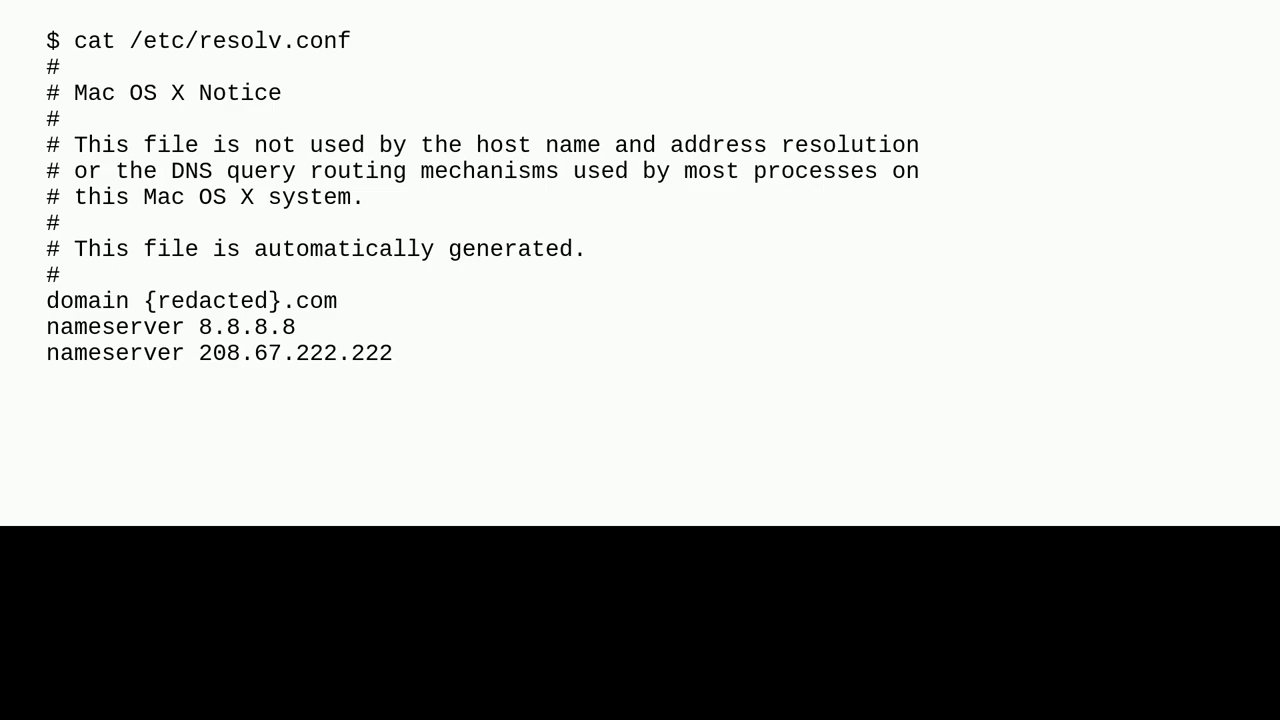 $ cat /etc/resolv.conf
#
# Mac OS X Notice
#
# This file is not used by the host name and address resolution
# or the DNS query routing mechanisms used by most processes on
# this Mac OS X system.
#
# This file is automatically generated.
#
domain {redacted}.com
nameserver 8.8.8.8
nameserver 208.67.222.222